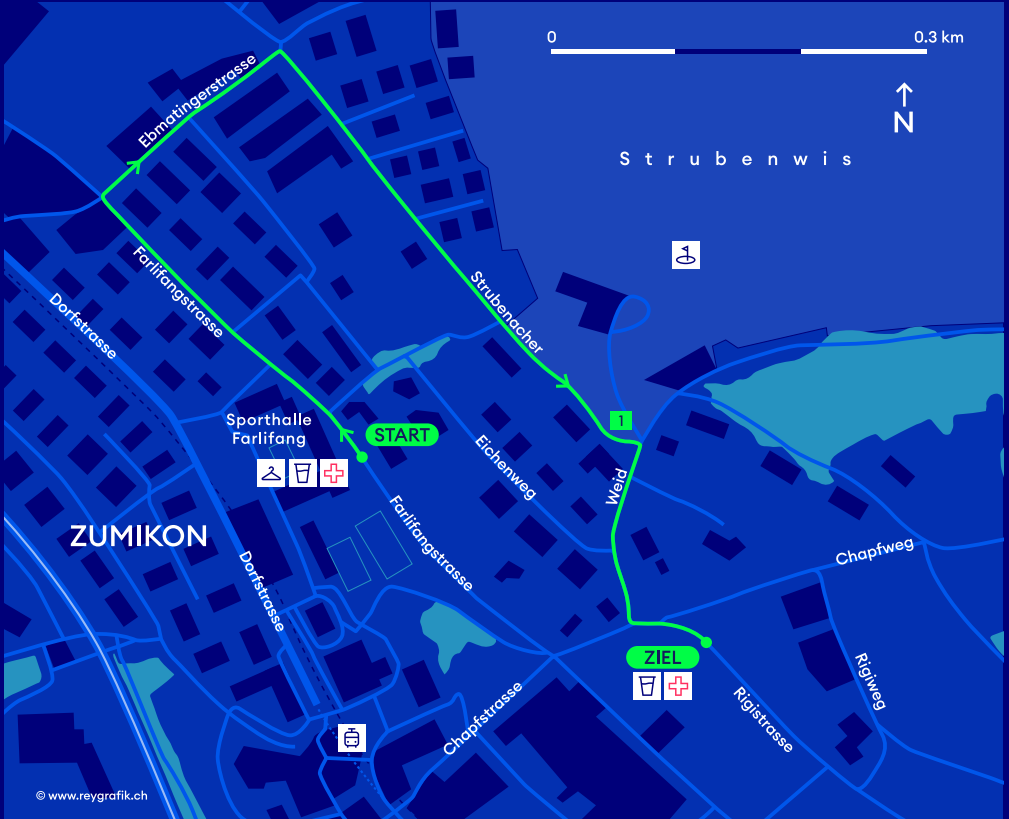 0
0.3 km
N
Strubenwis
Ebmatingerstrasse
Farlifangstrasse
Dorfstrasse
Strubenacher
1
Sporthalle
Farlifang
START
Eichenweg
Weid
ZUMIKON
Farlifangstrasse
Dorfstrasse
Chapfweg
ZIEL
Rigiweg
Rigistrasse
Chapfstrasse
© www.reygrafik.ch